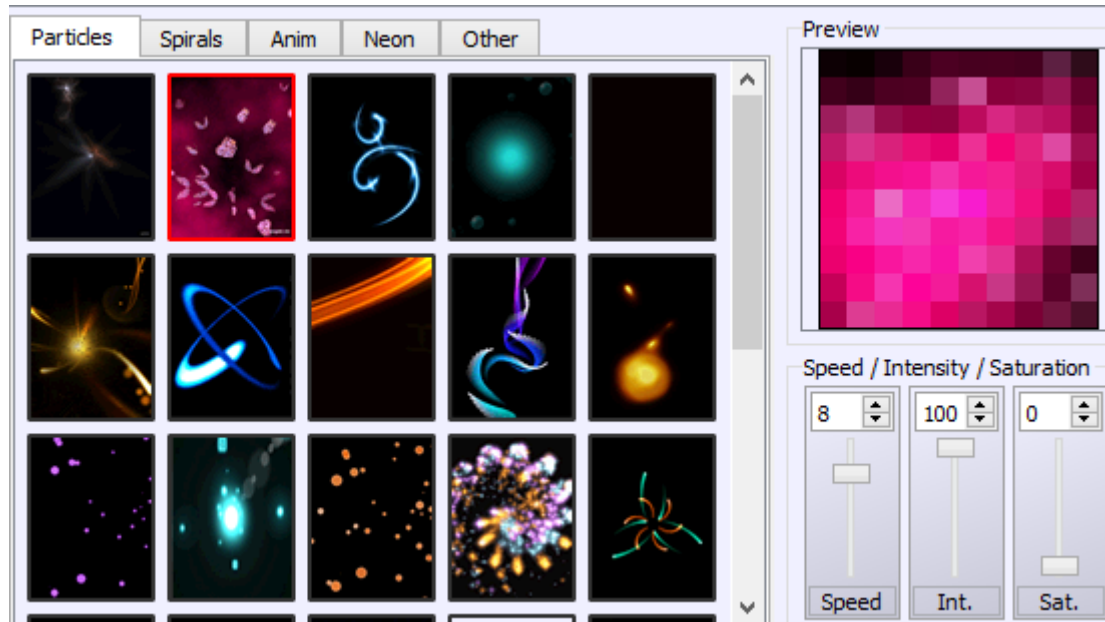 Particles
Spirals
Anim
Neon
Other
Preview
Speed / Intensity / Saturation
8
100
0
Speed
Int.
Sat.